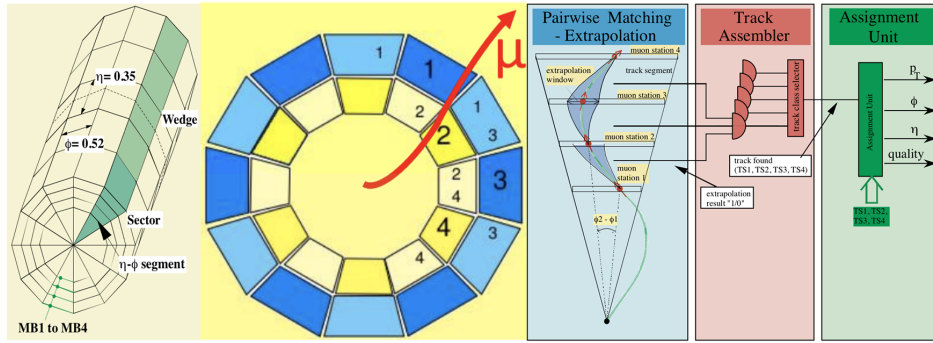 η= 0.35
Wedge
ϕ= 0.52
Sector
η-ϕ segment
MB1 to MB4
μ
1
1
2
1
2
3
2
4
3
4
3
4
Pairwise Matching
- Extrapolation
muon station 4
extrapolation
window
track segment
muon station 3
muon station 2
muon
station 1
ϕ2 - ϕ1
extrapolation
result "1/0"
Track
Assembler
track class selector
track found
(TS1, TS2, TS3, TS4)
Assignment
Unit
Assignment Unit
pT
ϕ
η
quality
TS1, TS2,
TS3, TS4